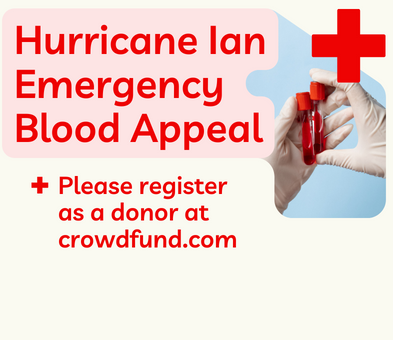 Hurricane Ian
Emergency
Blood Appeal
Please register
as a donor at
crowdfund.com